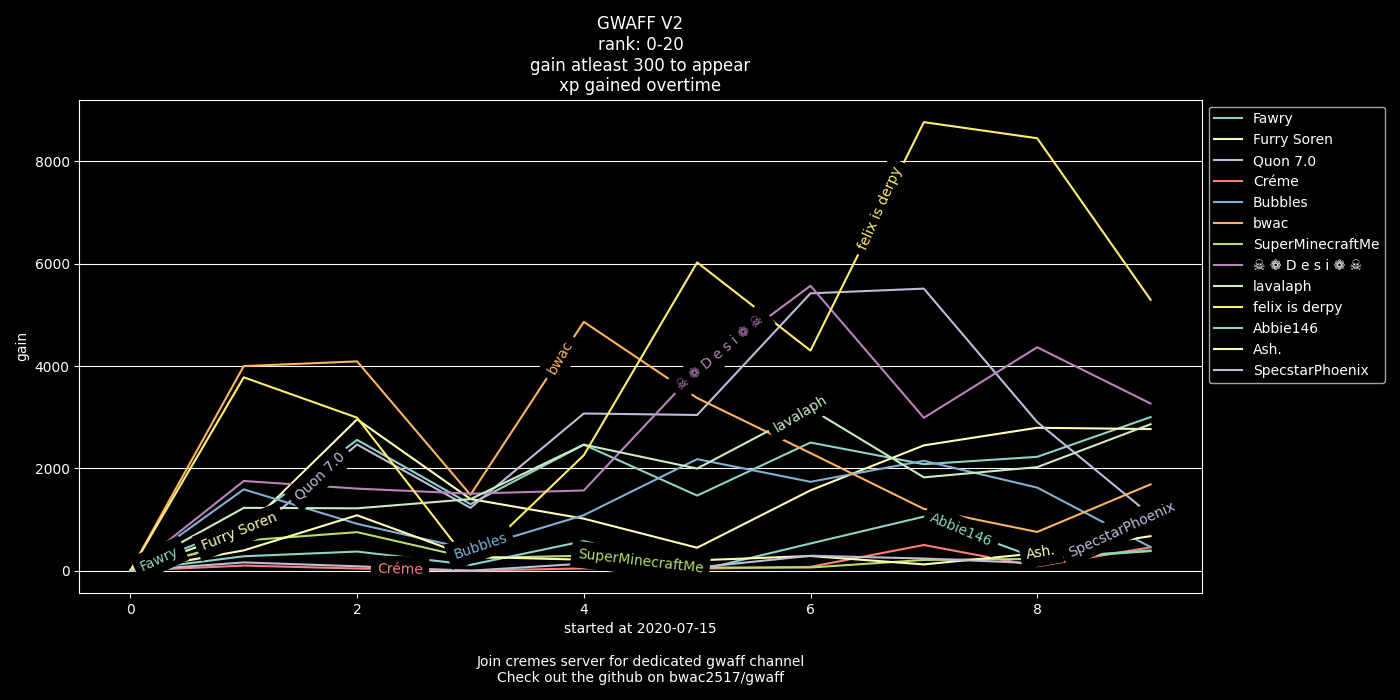 GWAFF V2
rank: 0-20
gain atleast 300 to appear
xp gained overtime
gain
8000
6000
4000
2000
0
0 2 4 6 8
started at 2020-07-15
Join cremes server for dedicated gwaff channel
Check out the github on bwac2517/gwaff
Fawry
Furry Soren
Quon 7.0
Créme
Bubbles
bwac
SuperMinecraftMe
☠ ❁ D e s i ❁ ☠
lavalaph
felix is derpy
Abbie146
Ash.
SpecstarPhoenix
Fawry
Furry Soren
Quon 7.0
Créme
Bubbles
bwac
SuperMinecraftMe
☠ ❁ D e s i ❁ ☠
lavalaph
felix is derpy
Abbie146
Ash.
SpecstarPhoenix